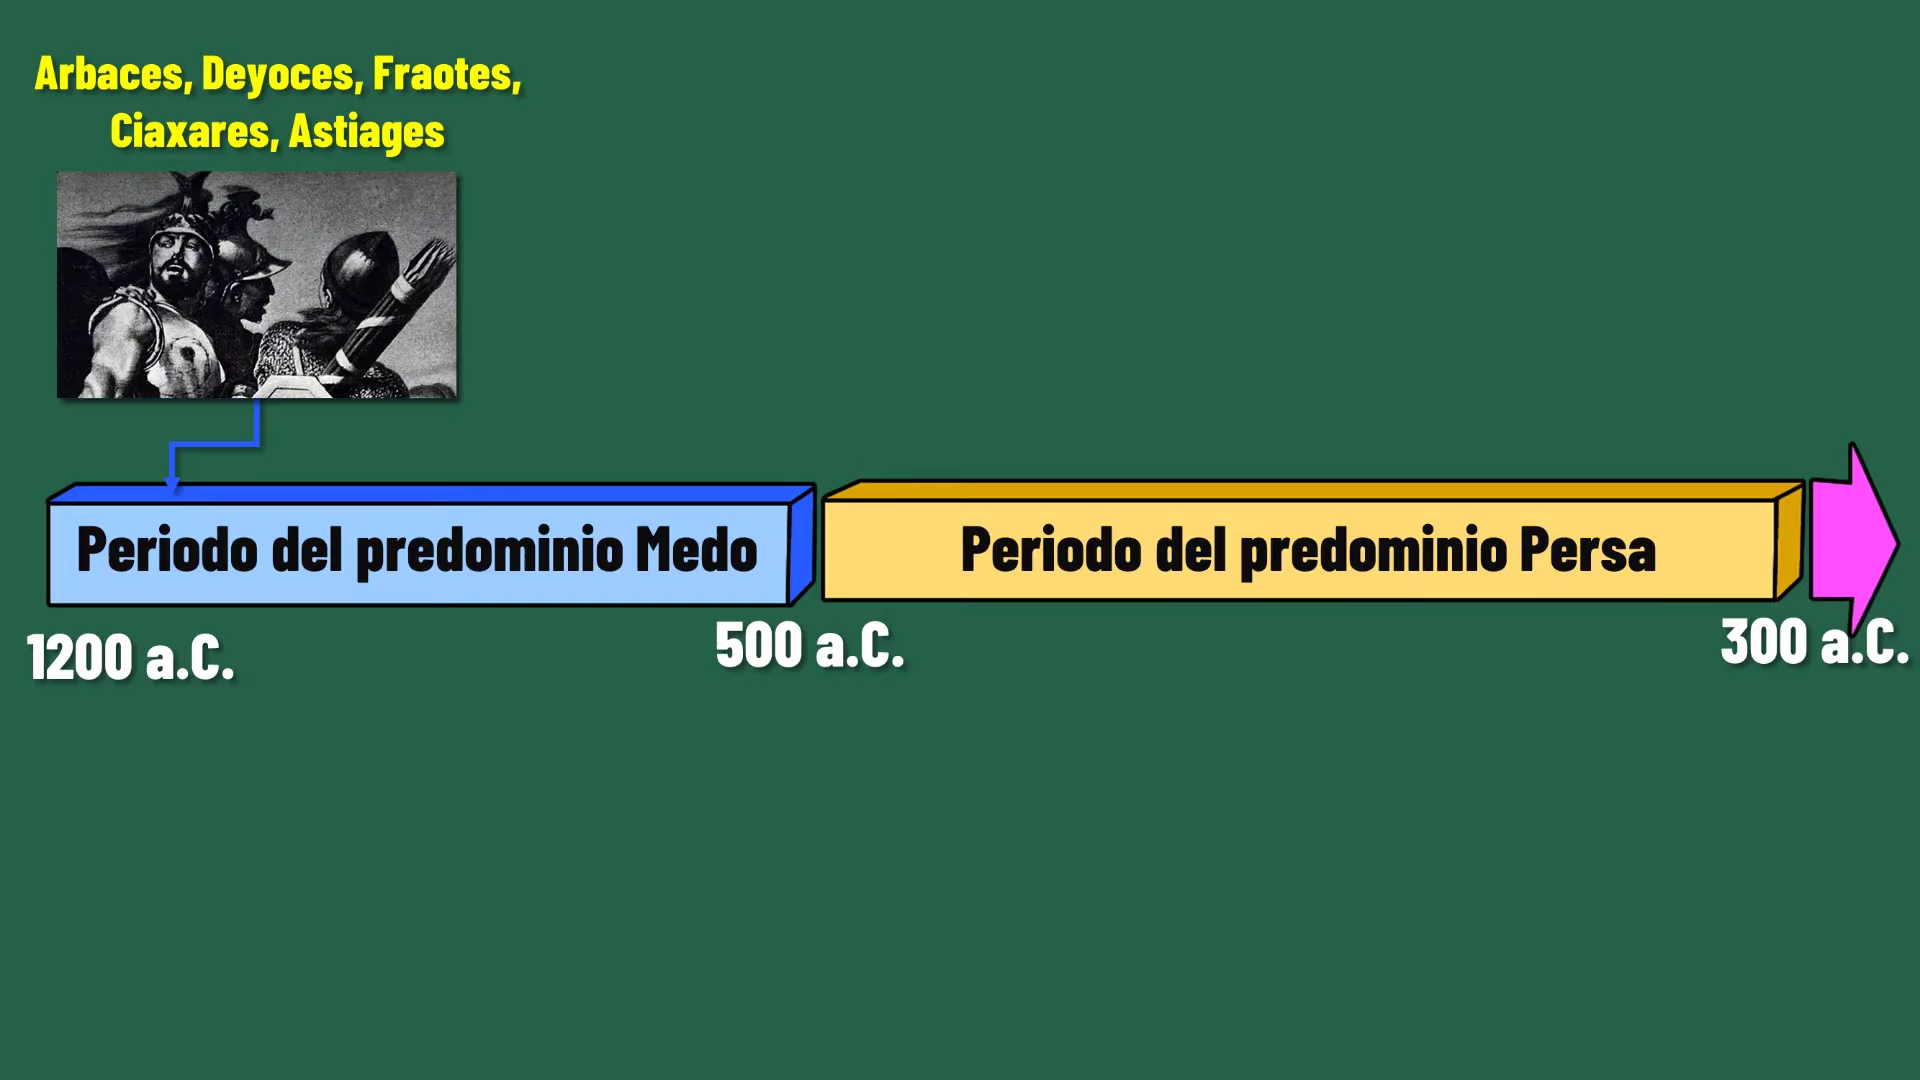 Arbaces, Deyoces, Fraotes,
Ciaxares, Astiages
Periodo del predominio Medo
Periodo del predominio Persa
1200 a.C.
500 a.C.
300 a.C.